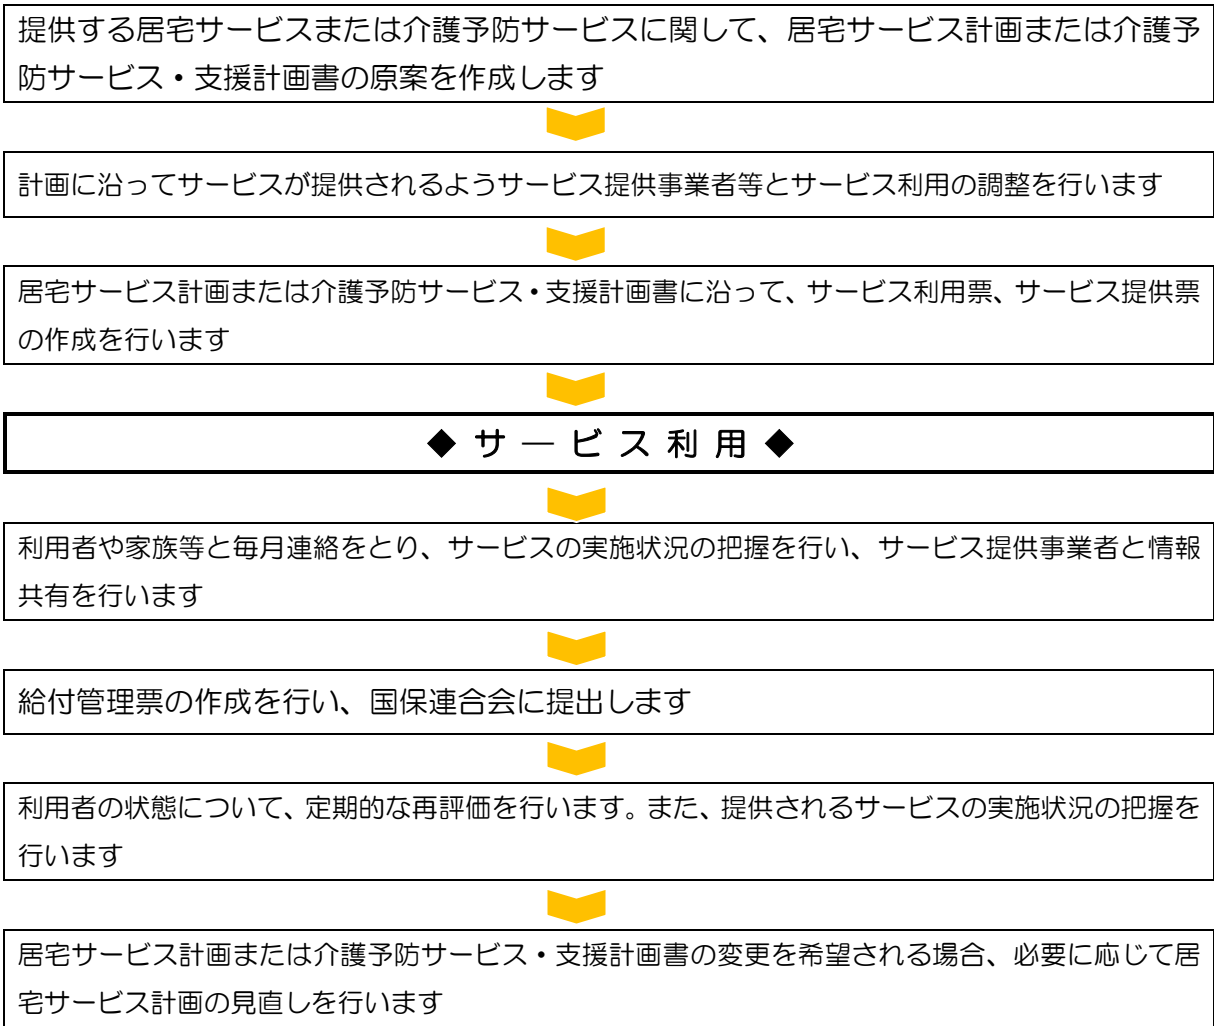 提供する居宅サービスまたは介護予防サービスに関して、居宅サービス計画または介護予
防サービス・支援計画書の原案を作成します
計画に沿ってサービスが提供されるようサービス提供事業者等とサービス利用の調整を行います
居宅サービス計画または介護予防サービス・支援計画書に沿って、サービス利用票、サービス提供票
の作成を行います
◆ サ ― ビ ス 利 用 ◆
利用者や家族等と毎月連絡をとり、サービスの実施状況の把握を行い、サービス提供事業者と情報
共有を行います
給付管理票の作成を行い、国保連合会に提出します
利用者の状態について、定期的な再評価を行います。また、提供されるサービスの実施状況の把握を
行います
居宅サービス計画または介護予防サービス・支援計画書の変更を希望される場合、必要に応じて居
宅サービス計画の見直しを行います